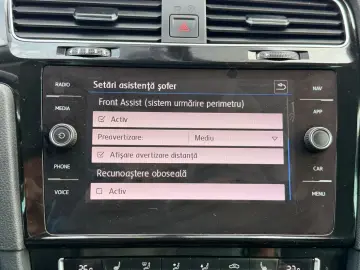 RADIO
MEDIA
PHONE
VOICE
Setări asistență șofer
Front Assist (sistem urmărire perimetru)
Activ
Preavertizare: Mediu
Afișare avertizare distanță
Recunoaștere oboseală
Activ
NAV
APP
CAR
MENU